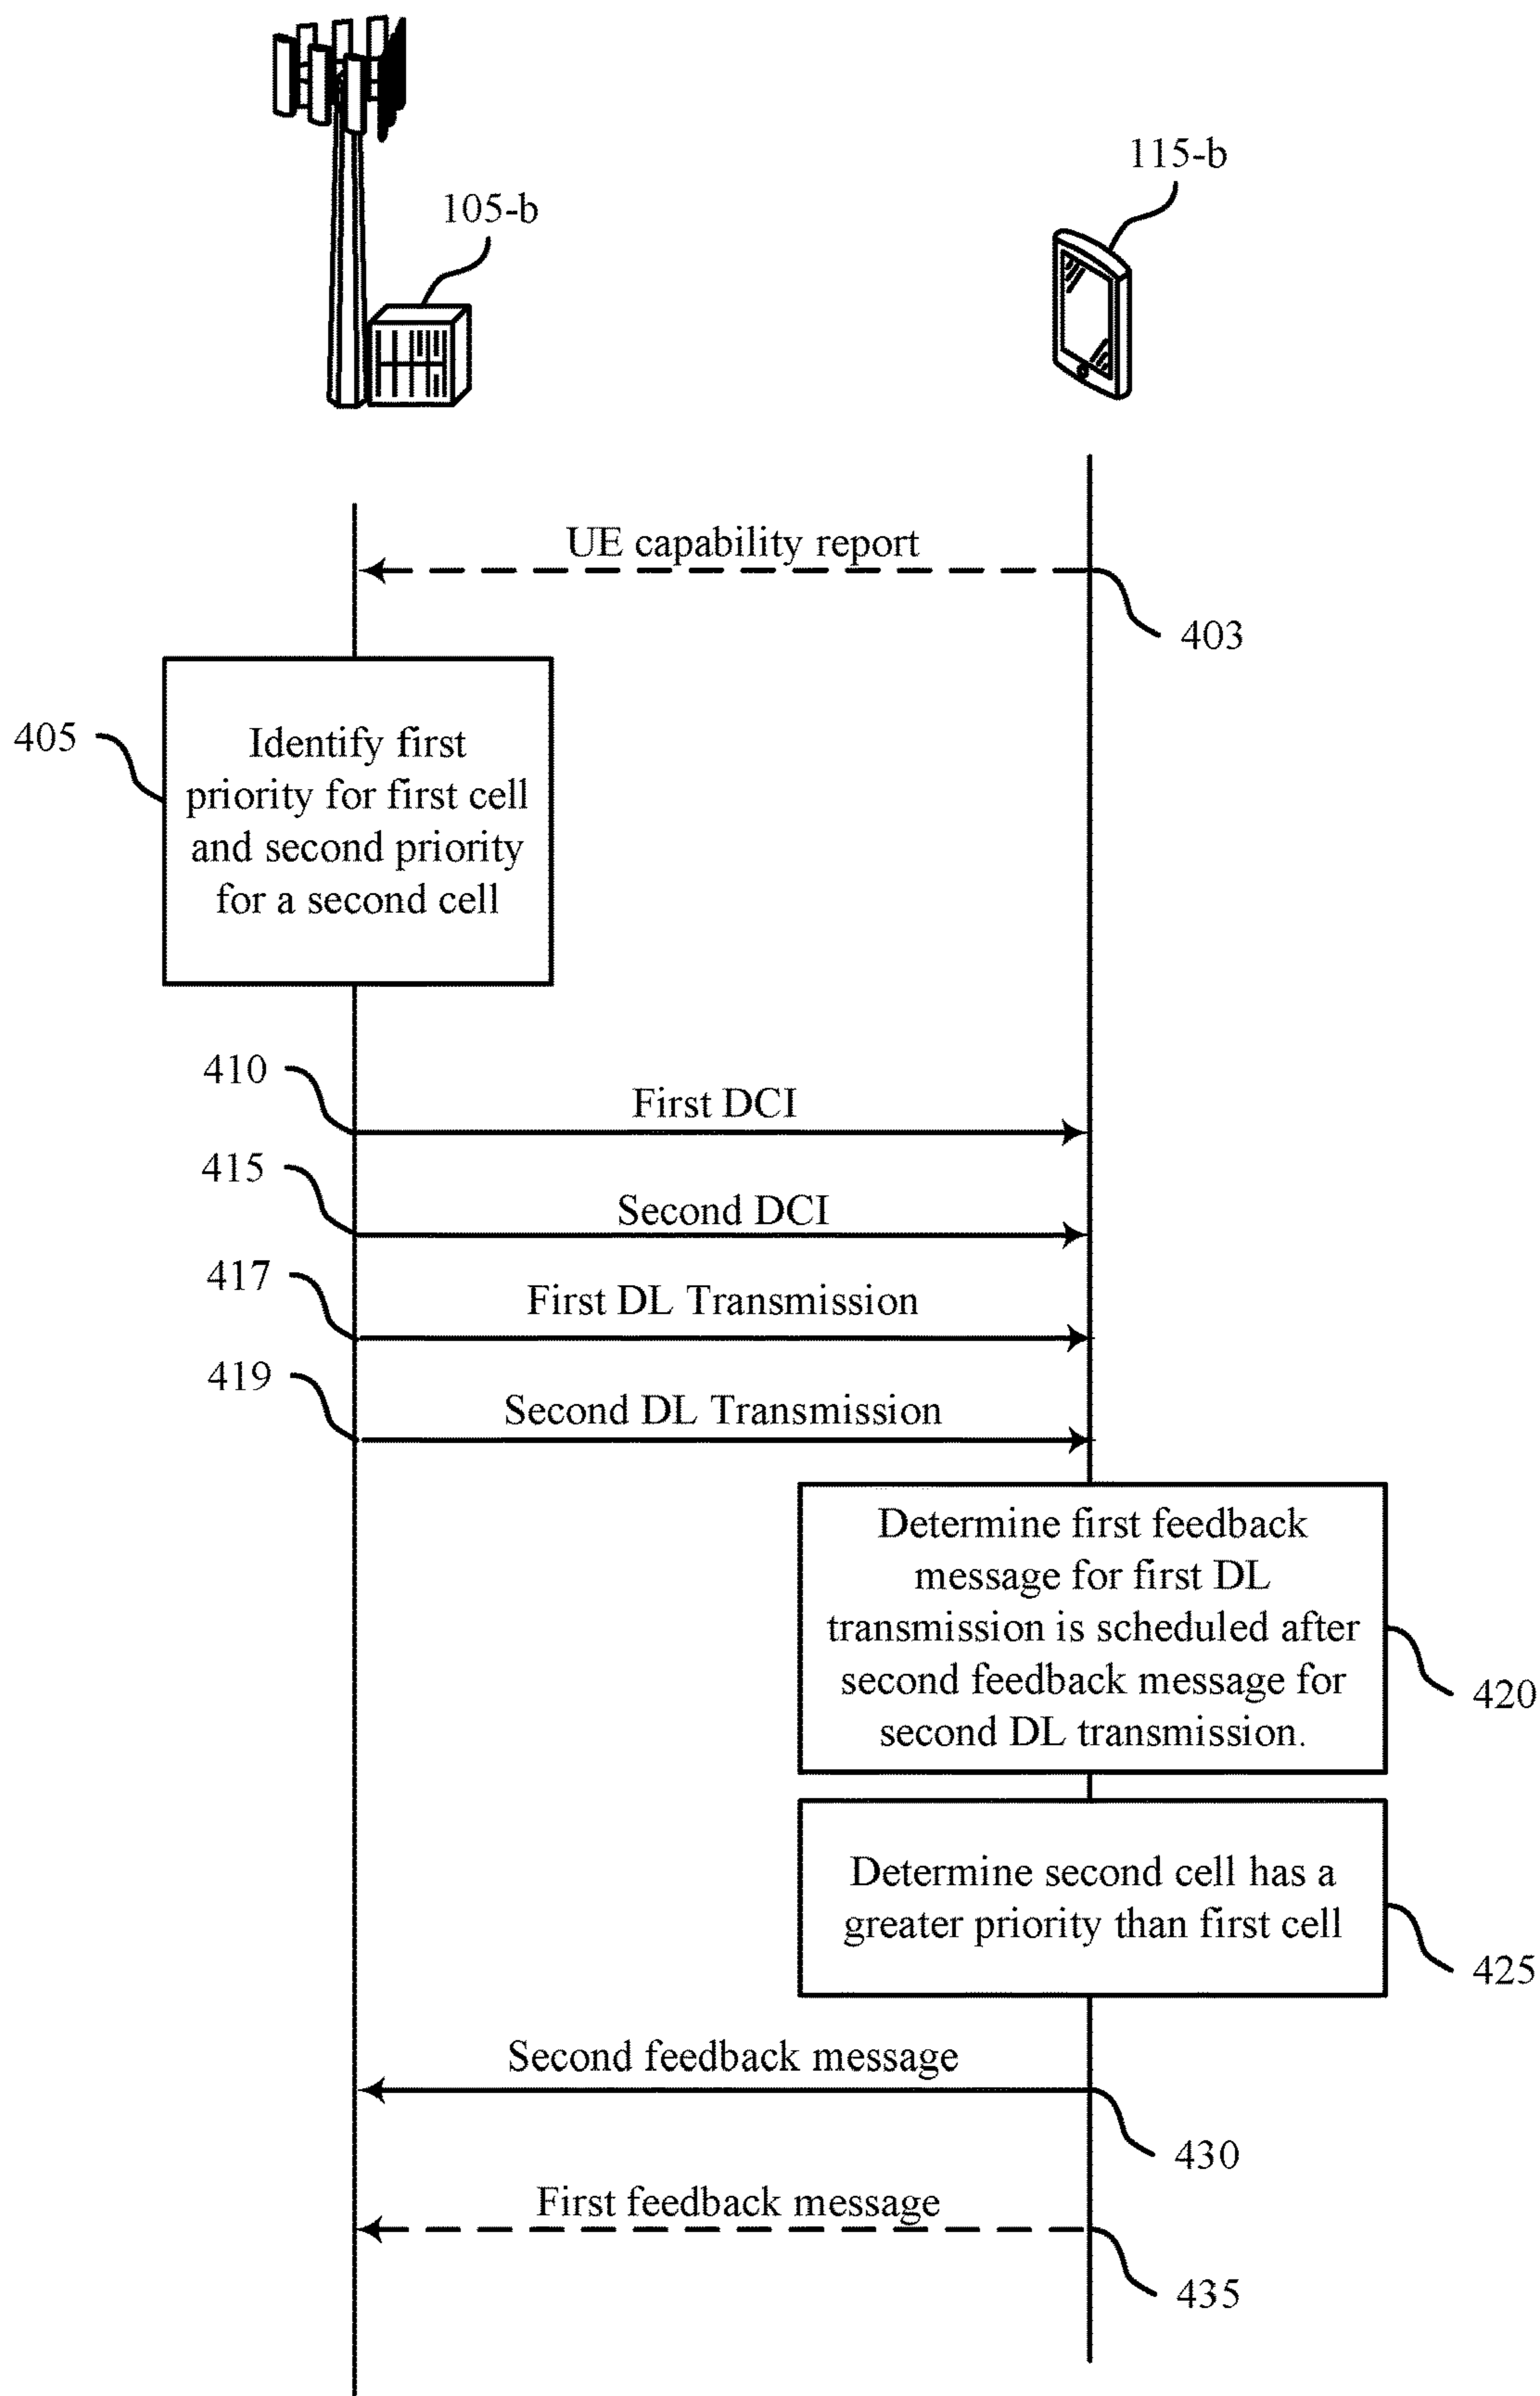 115-b
105-b
UE capability report
403
405
Identify first
priority for first cell
and second priority
for a second cell
410
First DCI
415
Second DCI
417
First DL Transmission
419
Second DL Transmission
Determine first feedback
message for first DL
transmission is scheduled after
second feedback message for
second DL transmission.
420
Determine second cell has a
greater priority than first cell
425
Second feedback message
430
First feedback message
435